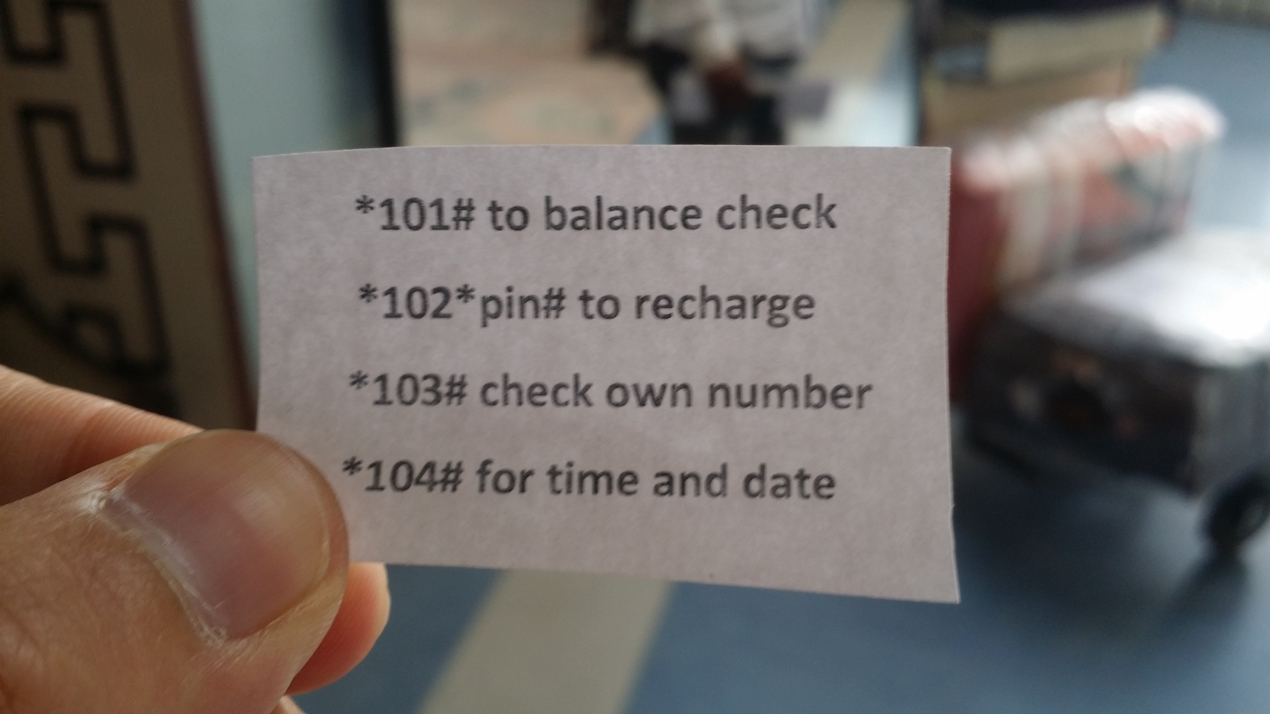 *101# to balance check
*102*pin# to recharge
*103# check own number
*104# for time and date